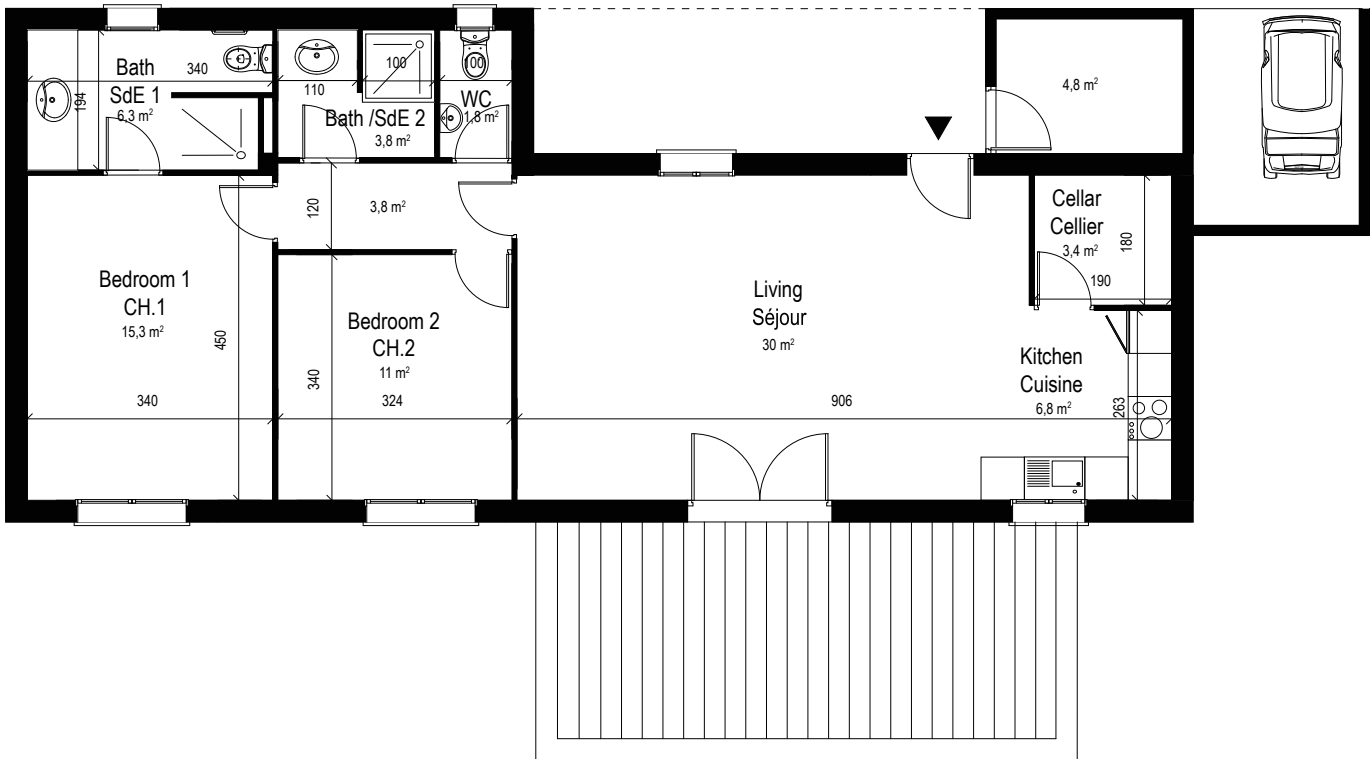 Bath
SdE 1
6,3 m²
340
194
110
100
Bath /SdE 2
3,8 m²
100
WC
1,8 m²
4,8 m²
120
3,8 m²
Cellar
Cellier
3,4 m²
180
190
Bedroom 1
CH.1
15,3 m²
450
340
Bedroom 2
CH.2
11 m²
340
324
Living
Séjour
30 m²
906
Kitchen
Cuisine
6,8 m²
263